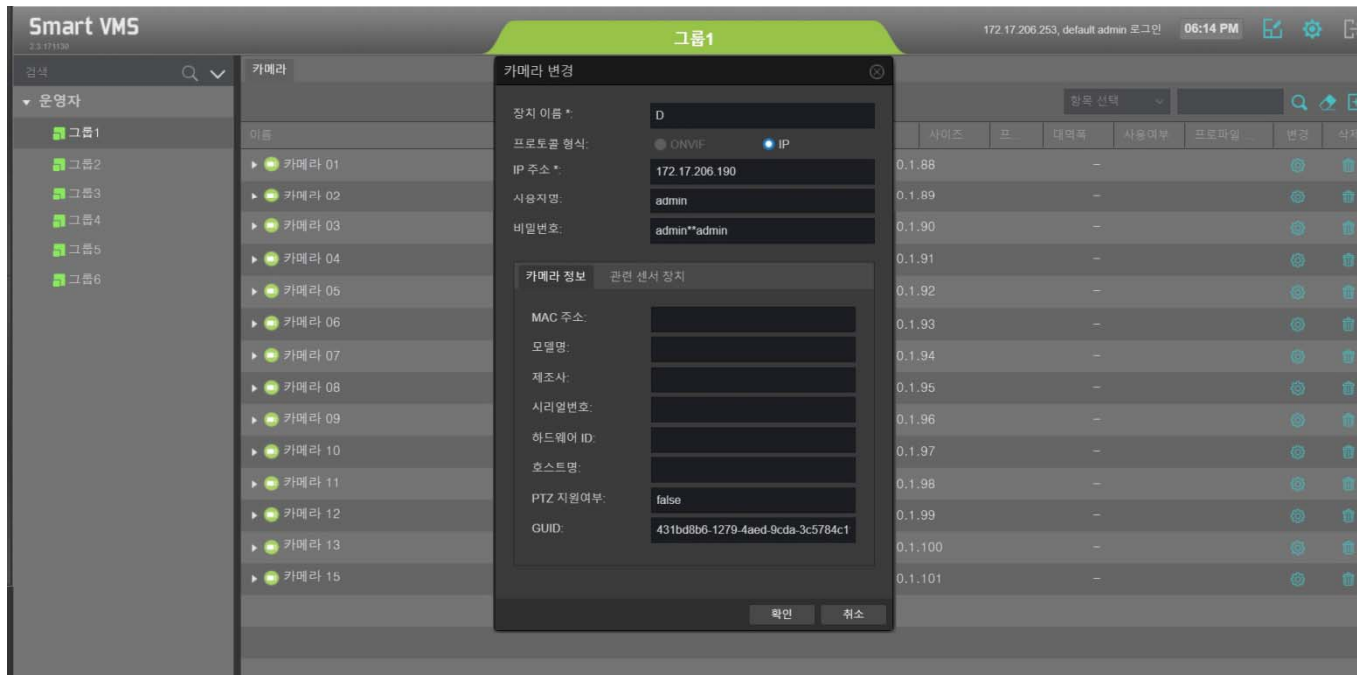 Smart VMS
2.3.171130
그룹1
172.17.206.253, default admin 로그인
06:14 PM
검색
운영자
그룹1
그룹2
그룹3
그룹4
그룹5
그룹6
카메라
항목 선택
이름 사이즈 프... 대역폭 사용여부 프로파일... 변경 삭제
카메라 01 0.1.88 –
카메라 02 0.1.89 –
카메라 03 0.1.90 –
카메라 04 0.1.91 –
카메라 05 0.1.92 –
카메라 06 0.1.93 –
카메라 07 0.1.94 –
카메라 08 0.1.95 –
카메라 09 0.1.96 –
카메라 10 0.1.97 –
카메라 11 0.1.98 –
카메라 12 0.1.99 –
카메라 13 0.1.100 –
카메라 15 0.1.101 –
카메라 변경
장치 이름 *: D
프로토콜 형식: ONVIF IP
IP 주소 *: 172.17.206.190
사용자명: admin
비밀번호: admin**admin
카메라 정보 관련 센서 장치
MAC 주소:
모델명:
제조사:
시리얼번호:
하드웨어 ID:
호스트명:
PTZ 지원여부: false
GUID: 431bd8b6-1279-4aed-9cda-3c5784c1
확인 취소